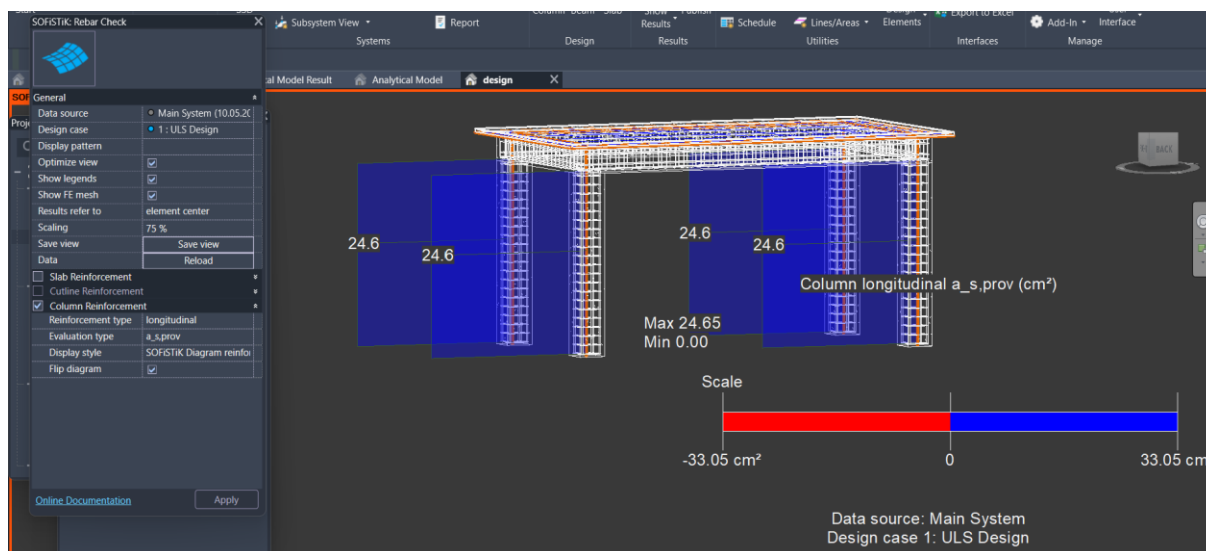 SOFiSTiK: Rebar Check
General
Data source Main System (10.05.20
Design case 1 : ULS Design
Display pattern
Optimize view
Show legends
Show FE mesh
Results refer to element center
Scaling 75 %
Save view Save view
Data Reload
Slab Reinforcement
Cutline Reinforcement
Column Reinforcement
Reinforcement type longitudinal
Evaluation type a_s,prov
Display style SOFiSTiK Diagram reinfor
Flip diagram
Online Documentation Apply
Subsystem View
Report
Results
Schedule
Lines/Areas
Elements
Export to Excel
Add-In
Interface
Systems
Design
Results
Utilities
Interfaces
Manage
al Model Result
Analytical Model
design
BACK
24.6
24.6
24.6
24.6
Column longitudinal a_s,prov (cm²)
Max 24.65
Min 0.00
Scale
-33.05 cm²
0
33.05 cm
Data source: Main System
Design case 1: ULS Design